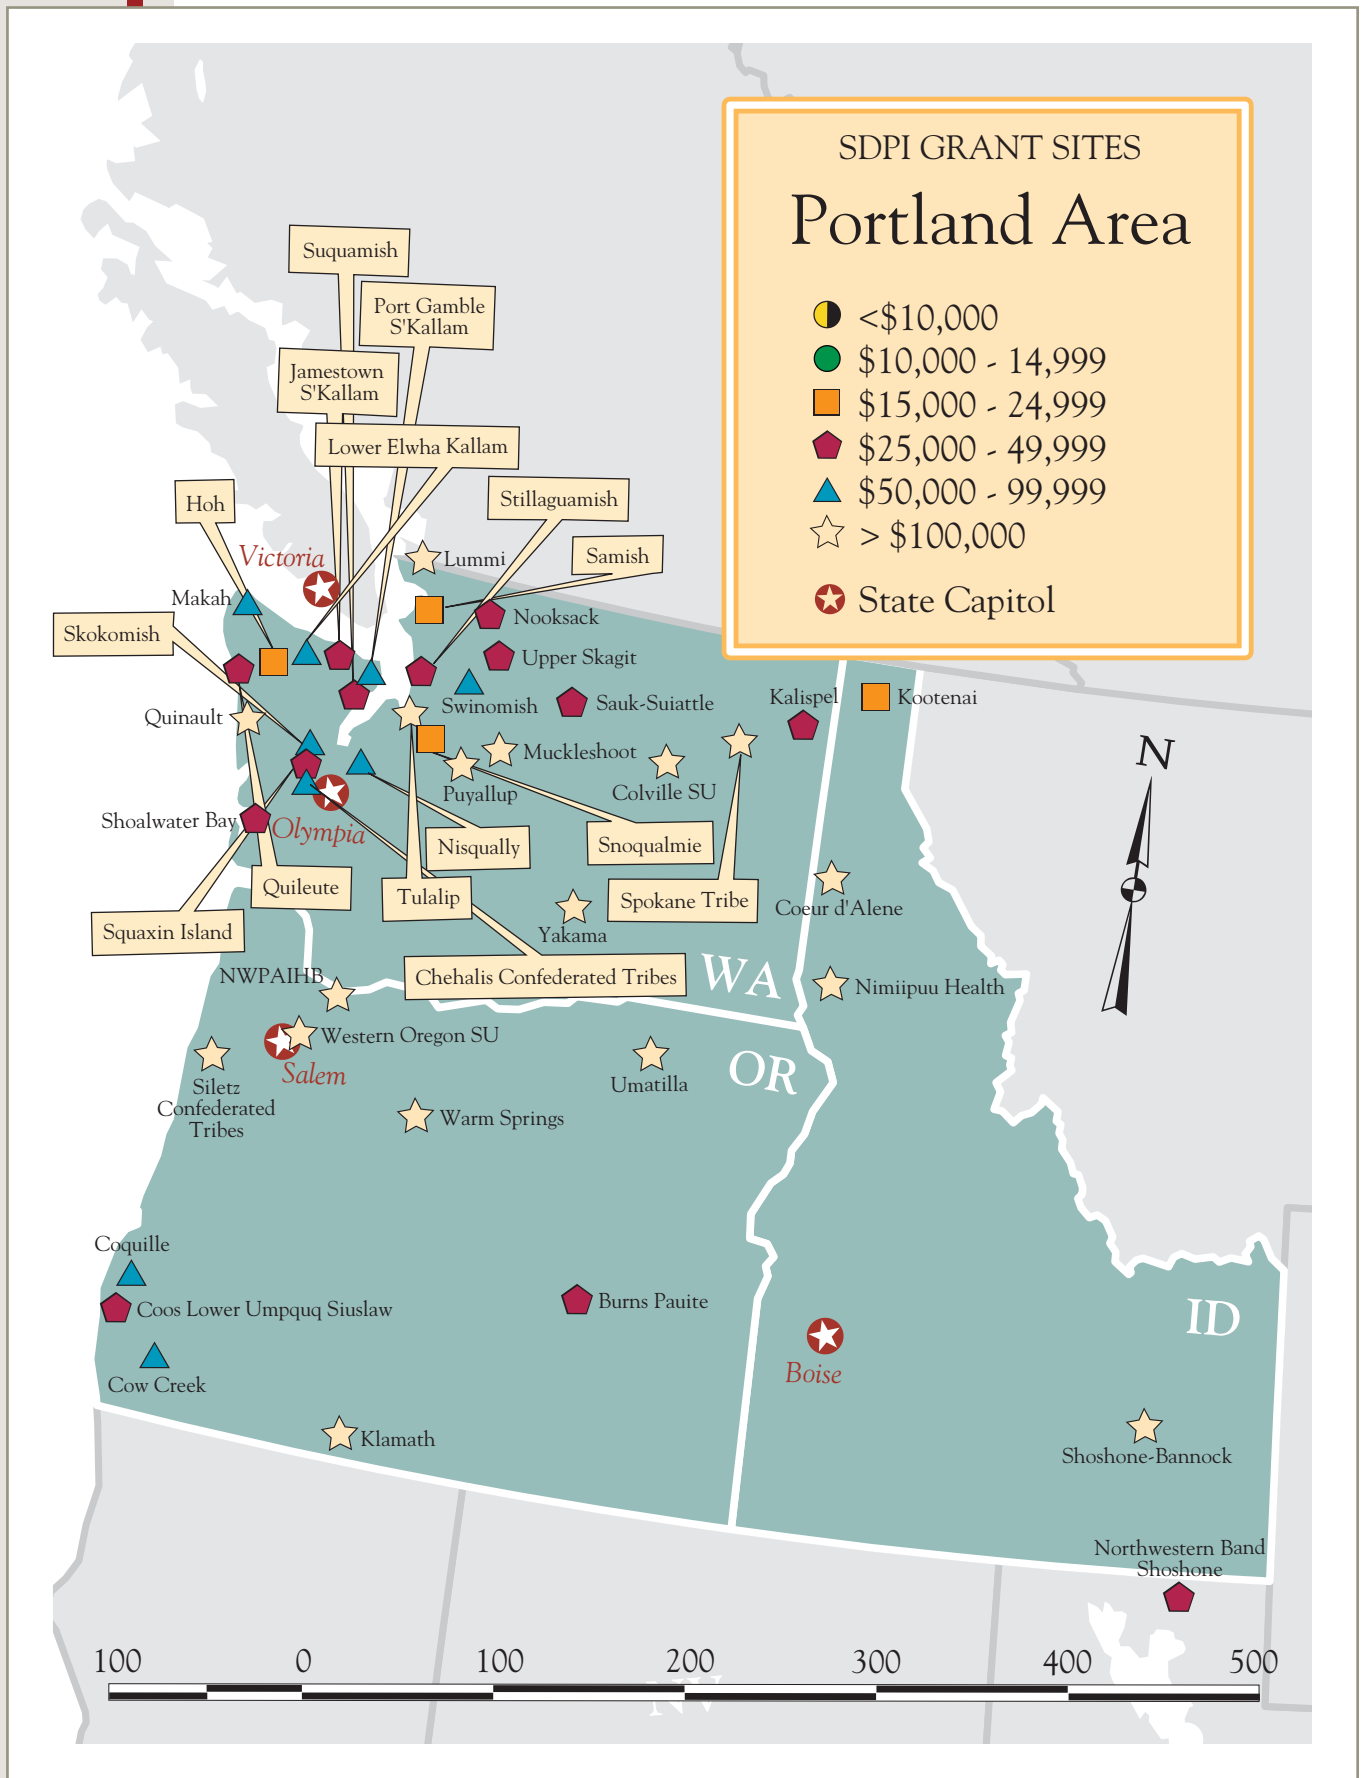 SDPI GRANT SITES
Portland Area
<$10,000
$10,000 - 14,999
$15,000 - 24,999
$25,000 - 49,999
$50,000 - 99,999
> $100,000
State Capitol
Suquamish
Port Gamble
S'Kallam
Jamestown
S'Kallam
Lower Elwha Kallam
Hoh
Stillaguamish
Victoria
Lummi
Samish
Makah
Nooksack
Skokomish
Upper Skagit
Quinault
Swinomish
Sauk-Suiattle
Kalispel
Kootenai
N
Muckleshoot
Puyallup
Colville SU
Shoalwater Bay
Olympia
Nisqually
Snoqualmie
Quileute
Tulalip
Spokane Tribe
Coeur d'Alene
Squaxin Island
Yakama
NWPAIHB
Chehalis Confederated Tribes
WA
Nimiipuu Health
Western Oregon SU
Salem
Siletz
Confederated
Tribes
Umatilla
OR
Warm Springs
Coquille
Coos Lower Umpquq Siuslaw
Burns Pauite
ID
Cow Creek
Boise
Klamath
Shoshone-Bannock
Northwestern Band
Shoshone
100 0 100 200 300 400 500
NV